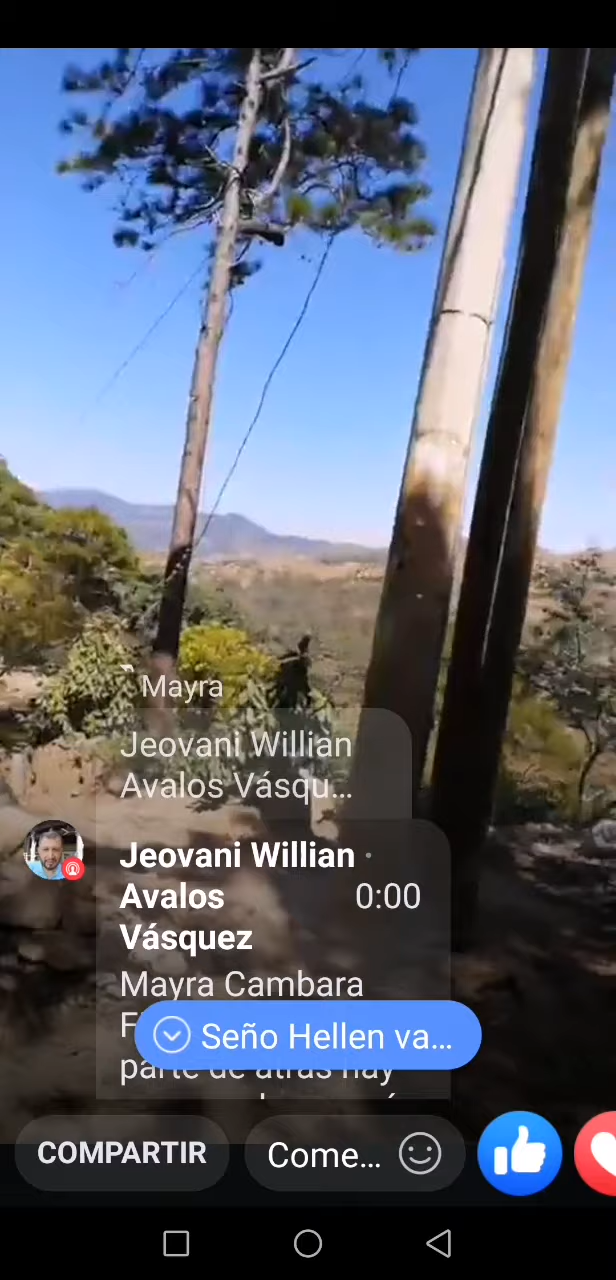 Mayra
Jeovani Willian
Avalos Vásqu...
Jeovani Willian ·
Avalos 0:00
Vásquez
Mayra Cambara
Seño Hellen va...
parte de atras hay
COMPARTIR
Come...